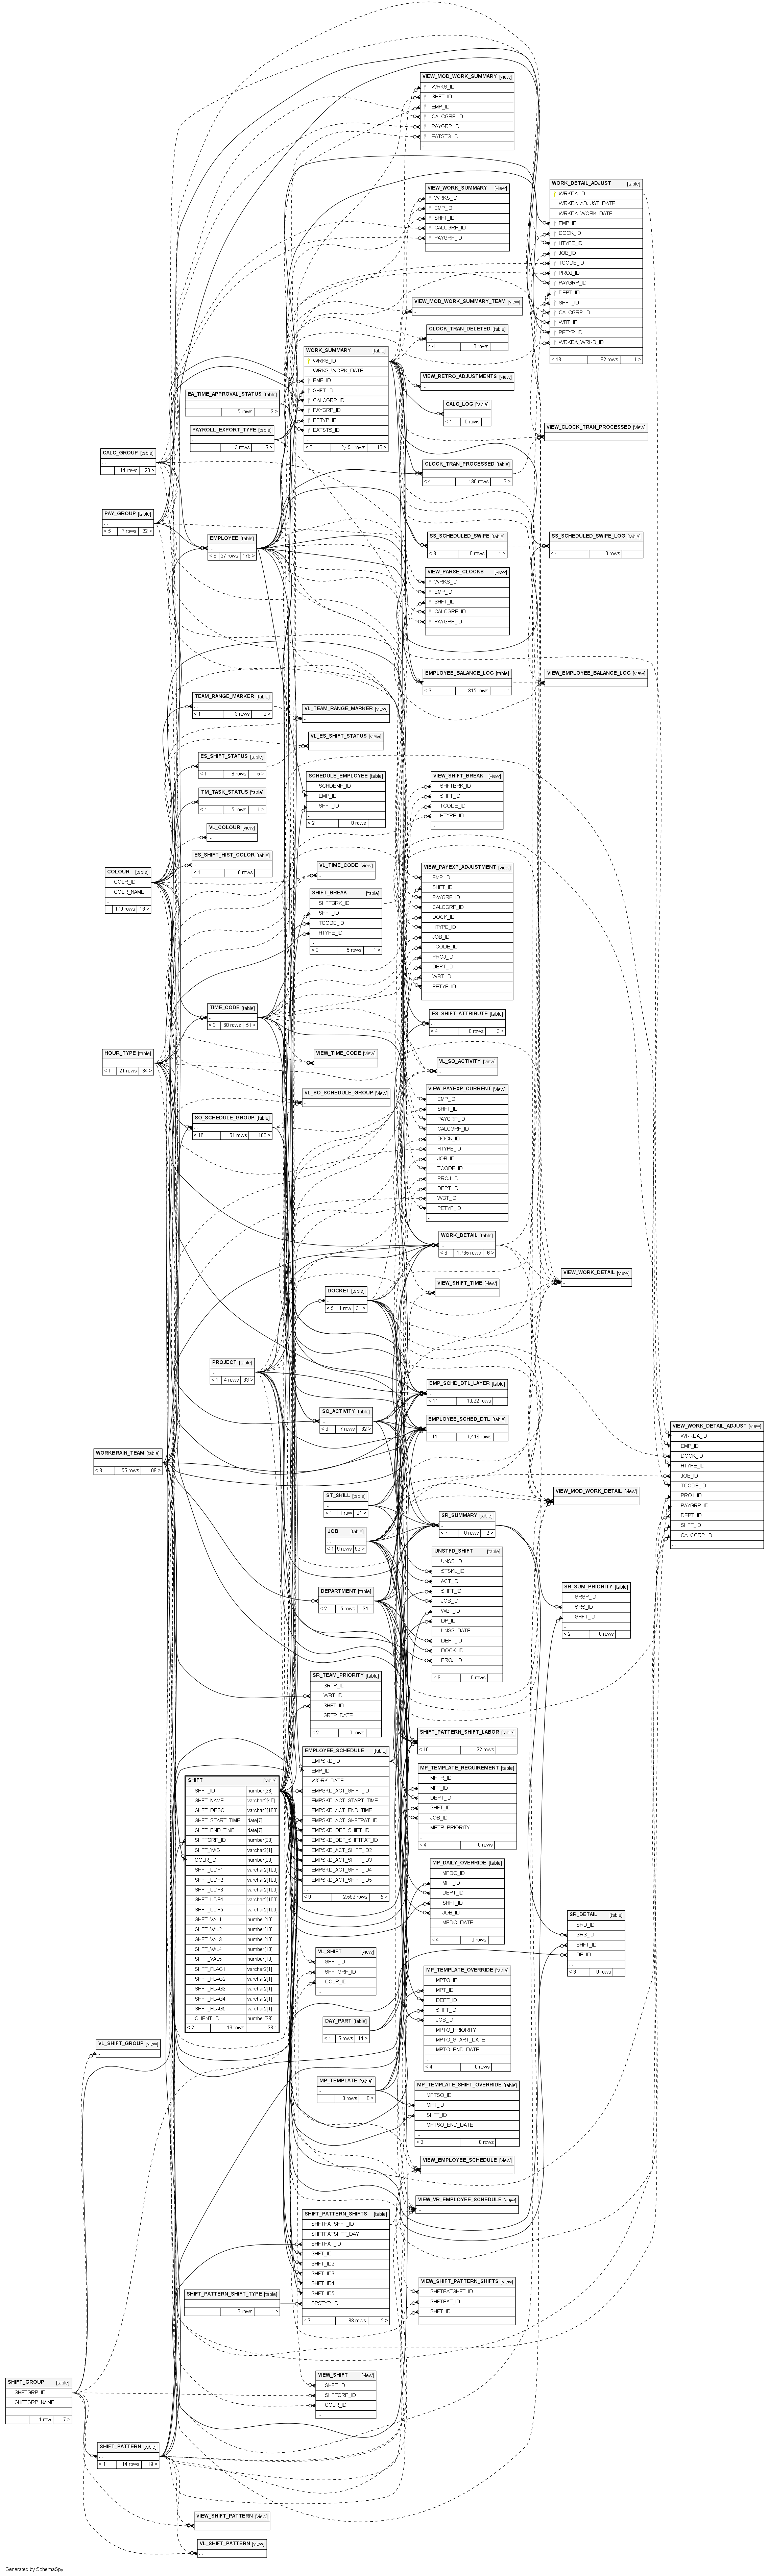 VIEW_MOD_WORK_SUMMARY [view]
WRKS_ID
SHFT_ID
EMP_ID
CALCGRP_ID
PAYGRP_ID
EATSTS_ID
WORK_DETAIL_ADJUST [table]
WRKDA_ID
WRKDA_ADJUST_DATE
WRKDA_WORK_DATE
EMP_ID
DOCK_ID
HTYPE_ID
JOB_ID
TCODE_ID
PROJ_ID
PAYGRP_ID
DEPT_ID
SHFT_ID
CALCGRP_ID
WBT_ID
PETYP_ID
WRKDA_WRKD_ID
< 13 92 rows 1 >
VIEW_WORK_SUMMARY [view]
WRKS_ID
EMP_ID
SHFT_ID
CALCGRP_ID
PAYGRP_ID
VIEW_MOD_WORK_SUMMARY_TEAM [view]
CLOCK_TRAN_DELETED [table]
< 4 0 rows
WORK_SUMMARY [table]
WRKS_ID
WRKS_WORK_DATE
EMP_ID
SHFT_ID
CALCGRP_ID
PAYGRP_ID
PETYP_ID
EATSTS_ID
< 6 2,451 rows 16 >
VIEW_RETRO_ADJUSTMENTS [view]
EA_TIME_APPROVAL_STATUS [table]
5 rows 3 >
CALC_LOG [table]
< 1 0 rows
PAYROLL_EXPORT_TYPE [table]
3 rows 5 >
VIEW_CLOCK_TRAN_PROCESSED [view]
CALC_GROUP [table]
14 rows 28 >
CLOCK_TRAN_PROCESSED [table]
< 4 130 rows 3 >
PAY_GROUP [table]
< 5 7 rows 22 >
EMPLOYEE [table]
< 6 27 rows 178 >
SS_SCHEDULED_SWIPE [table]
< 3 0 rows 1 >
SS_SCHEDULED_SWIPE_LOG [table]
< 4 0 rows
VIEW_PARSE_CLOCKS [view]
WRKS_ID
EMP_ID
SHFT_ID
CALCGRP_ID
PAYGRP_ID
EMPLOYEE_BALANCE_LOG [table]
< 3 815 rows 1 >
VIEW_EMPLOYEE_BALANCE_LOG [view]
TEAM_RANGE_MARKER [table]
< 1 3 rows 2 >
VL_TEAM_RANGE_MARKER [view]
VL_ES_SHIFT_STATUS [view]
ES_SHIFT_STATUS [table]
< 1 8 rows 5 >
SCHEDULE_EMPLOYEE [table]
SCHDEMP_ID
EMP_ID
SHFT_ID
< 2 0 rows
VIEW_SHIFT_BREAK [view]
SHFTBRK_ID
SHFT_ID
TCODE_ID
HTYPE_ID
TM_TASK_STATUS [table]
< 1 5 rows 1 >
VL_COLOUR [view]
ES_SHIFT_HIST_COLOR [table]
< 1 6 rows
COLOUR [table]
COLR_ID
COLR_NAME
179 rows 18 >
VL_TIME_CODE [view]
VIEW_PAYEXP_ADJUSTMENT [view]
EMP_ID
SHFT_ID
PAYGRP_ID
CALCGRP_ID
DOCK_ID
HTYPE_ID
JOB_ID
TCODE_ID
PROJ_ID
DEPT_ID
WBT_ID
PETYP_ID
SHIFT_BREAK [table]
SHFTBRK_ID
SHFT_ID
TCODE_ID
HTYPE_ID
< 3 5 rows 1 >
TIME_CODE [table]
< 3 68 rows 51 >
ES_SHIFT_ATTRIBUTE [table]
< 4 0 rows 3 >
HOUR_TYPE [table]
< 1 21 rows 34 >
VIEW_TIME_CODE [view]
VL_SO_ACTIVITY [view]
VL_SO_SCHEDULE_GROUP [view]
VIEW_PAYEXP_CURRENT [view]
EMP_ID
SHFT_ID
PAYGRP_ID
CALCGRP_ID
DOCK_ID
HTYPE_ID
JOB_ID
TCODE_ID
PROJ_ID
DEPT_ID
WBT_ID
PETYP_ID
SO_SCHEDULE_GROUP [table]
< 16 51 rows 100 >
WORK_DETAIL [table]
< 8 1,735 rows 6 >
VIEW_WORK_DETAIL [view]
VIEW_SHIFT_TIME [view]
DOCKET [table]
< 5 1 row 31 >
PROJECT [table]
< 1 4 rows 33 >
EMP_SCHD_DTL_LAYER [table]
< 11 1,022 rows
SO_ACTIVITY [table]
< 3 7 rows 32 >
EMPLOYEE_SCHED_DTL [table]
< 11 1,416 rows
VIEW_WORK_DETAIL_ADJUST [view]
WRKDA_ID
EMP_ID
DOCK_ID
HTYPE_ID
JOB_ID
TCODE_ID
PROJ_ID
PAYGRP_ID
DEPT_ID
SHFT_ID
CALCGRP_ID
WORKBRAIN_TEAM [table]
< 3 55 rows 108 >
VIEW_MOD_WORK_DETAIL [view]
ST_SKILL [table]
< 1 1 row 21 >
SR_SUMMARY [table]
< 7 0 rows 2 >
JOB [table]
< 1 9 rows 92 >
UNSTFD_SHIFT [table]
UNSS_ID
STSKL_ID
ACT_ID
SHFT_ID
JOB_ID
WBT_ID
DP_ID
UNSS_DATE
DEPT_ID
DOCK_ID
PROJ_ID
< 9 0 rows
DEPARTMENT [table]
< 2 5 rows 34 >
SR_SUM_PRIORITY [table]
SRSP_ID
SRS_ID
SHFT_ID
< 2 0 rows
SR_TEAM_PRIORITY [table]
SRTP_ID
WBT_ID
SHFT_ID
SRTP_DATE
< 2 0 rows
SHIFT_PATTERN_SHIFT_LABOR [table]
< 10 22 rows
EMPLOYEE_SCHEDULE [table]
EMPSKD_ID
EMP_ID
WORK_DATE
EMPSKD_ACT_SHIFT_ID
EMPSKD_ACT_START_TIME
EMPSKD_ACT_END_TIME
EMPSKD_ACT_SHFTPAT_ID
EMPSKD_DEF_SHIFT_ID
EMPSKD_DEF_SHFTPAT_ID
EMPSKD_ACT_SHIFT_ID2
EMPSKD_ACT_SHIFT_ID3
EMPSKD_ACT_SHIFT_ID4
EMPSKD_ACT_SHIFT_ID5
< 9 2,592 rows 5 >
MP_TEMPLATE_REQUIREMENT [table]
MPTR_ID
MPT_ID
DEPT_ID
SHFT_ID
JOB_ID
MPTR_PRIORITY
< 4 0 rows
SHIFT [table]
SHFT_ID number[38]
SHFT_NAME varchar2[40]
SHFT_DESC varchar2[100]
SHFT_START_TIME date[7]
SHFT_END_TIME date[7]
SHFTGRP_ID number[38]
SHFT_YAG varchar2[1]
COLR_ID number[38]
SHFT_UDF1 varchar2[100]
SHFT_UDF2 varchar2[100]
SHFT_UDF3 varchar2[100]
SHFT_UDF4 varchar2[100]
SHFT_UDF5 varchar2[100]
SHFT_VAL1 number[10]
SHFT_VAL2 number[10]
SHFT_VAL3 number[10]
SHFT_VAL4 number[10]
SHFT_VAL5 number[10]
SHFT_FLAG1 varchar2[1]
SHFT_FLAG2 varchar2[1]
SHFT_FLAG3 varchar2[1]
SHFT_FLAG4 varchar2[1]
SHFT_FLAG5 varchar2[1]
CLIENT_ID number[38]
< 2 13 rows 33 >
MP_DAILY_OVERRIDE [table]
MPDO_ID
MPT_ID
DEPT_ID
SHFT_ID
JOB_ID
MPDO_DATE
< 4 0 rows
SR_DETAIL [table]
SRD_ID
SRS_ID
SHFT_ID
DP_ID
< 3 0 rows
VL_SHIFT [view]
SHFT_ID
SHFTGRP_ID
COLR_ID
MP_TEMPLATE_OVERRIDE [table]
MPTO_ID
MPT_ID
DEPT_ID
SHFT_ID
JOB_ID
MPTO_PRIORITY
MPTO_START_DATE
MPTO_END_DATE
< 4 0 rows
DAY_PART [table]
< 1 5 rows 14 >
VL_SHIFT_GROUP [view]
MP_TEMPLATE [table]
0 rows 8 >
MP_TEMPLATE_SHIFT_OVERRIDE [table]
MPTSO_ID
MPT_ID
SHFT_ID
MPTSO_END_DATE
< 2 0 rows
VIEW_EMPLOYEE_SCHEDULE [view]
VIEW_VR_EMPLOYEE_SCHEDULE [view]
SHIFT_PATTERN_SHIFTS [table]
SHFTPATSHFT_ID
SHFTPATSHFT_DAY
SHFTPAT_ID
SHFT_ID
SHFT_ID2
SHFT_ID3
SHFT_ID4
SHFT_ID5
SPSTYP_ID
< 7 88 rows 2 >
VIEW_SHIFT_PATTERN_SHIFTS [view]
SHFTPATSHFT_ID
SHFTPAT_ID
SHFT_ID
SHIFT_PATTERN_SHIFT_TYPE [table]
3 rows 1 >
VIEW_SHIFT [view]
SHFT_ID
SHFTGRP_ID
COLR_ID
SHIFT_GROUP [table]
SHFTGRP_ID
SHFTGRP_NAME
1 row 7 >
SHIFT_PATTERN [table]
< 1 14 rows 19 >
VIEW_SHIFT_PATTERN [view]
VL_SHIFT_PATTERN [view]
Generated by SchemaSpy